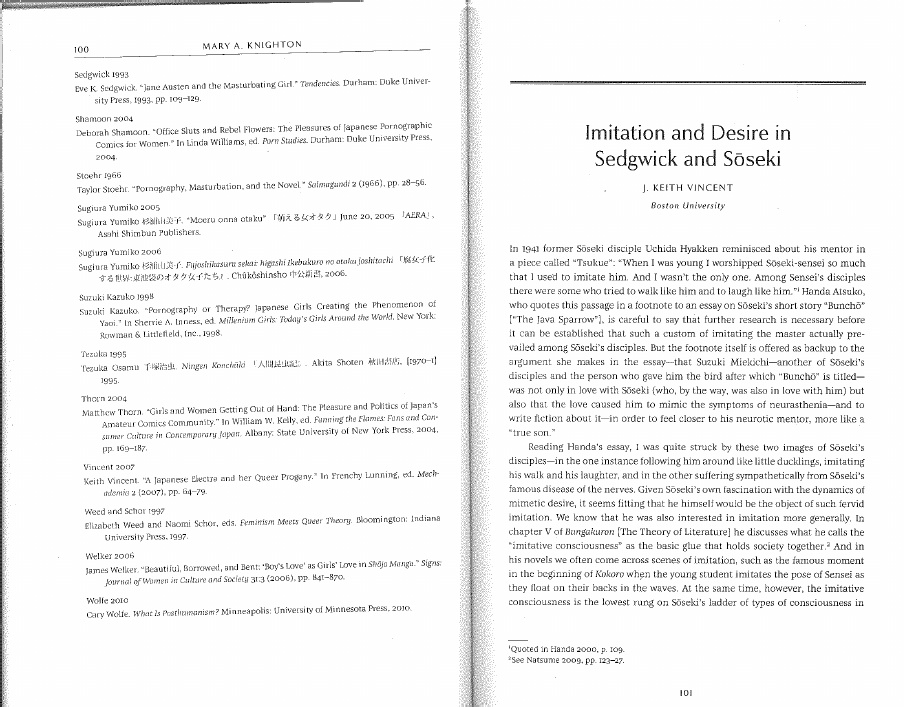 100
MARY A. KNIGHTON
Sedgwick 1993
Eve K. Sedgwick. "Jane Austen and the Masturbating Girl." Tendencies. Durham: Duke Univer-
sity Press, 1993, pp. 109–129.
Shamoon 2004
Deborah Shamoon. "Office Sluts and Rebel Flowers: The Pleasures of Japanese Pornographic
Comics for Women." In Linda Williams, ed. Porn Studies. Durham: Duke University Press,
2004.
Stoehr 1966
Taylor Stoehr. "Pornography, Masturbation, and the Novel." Salmagundi 2 (1966), pp. 28–56.
Sugiura Yumiko 2005
Sugiura Yumiko 杉浦由美子. "Moeru onna otaku" 「萌える女オタク」 June 20, 2005 「AERA」,
Asahi Shimbun Publishers.
Sugiura Yumiko 2006
Sugiura Yumiko 杉浦由美子. Fujoshikasuru sekai: higashi Ikebukuro no otaku joshitachi 「腐女子化
する世界:東池袋のオタク女子たち」. Chūkōshinsho 中公新書, 2006.
Suzuki Kazuko 1998
Suzuki Kazuko. "Pornography or Therapy? Japanese Girls Creating the Phenomenon of
Yaoi." In Sherrie A. Inness, ed. Millenium Girls: Today's Girls Around the World. New York:
Rowman & Littlefield, Inc., 1998.
Tezuka 1995
Tezuka Osamu 手塚治虫. Ningen Konchūki 「人間昆虫記」. Akita Shoten 秋田書店, [1970–1]
1995.
Thorn 2004
Matthew Thorn. "Girls and Women Getting Out of Hand: The Pleasure and Politics of Japan's
Amateur Comics Community." In William W. Kelly, ed. Fanning the Flames: Fans and Con-
sumer Culture in Contemporary Japan. Albany: State University of New York Press, 2004,
pp. 169–187.
Vincent 2007
Keith Vincent. "A Japanese Electra and her Queer Progany." In Frenchy Lunning, ed. Mech-
ademia 2 (2007), pp. 64–79.
Weed and Schor 1997
Elizabeth Weed and Naomi Schor, eds. Feminism Meets Queer Theory. Bloomington: Indiana
University Press, 1997.
Welker 2006
James Welker. "Beautiful, Borrowed, and Bent: 'Boy's Love' as Girls' Love in Shōjo Manga." Signs:
Journal of Women in Culture and Society 31:3 (2006), pp. 841–870.
Wolfe 2010
Cary Wolfe. What Is Posthumanism? Minneapolis: University of Minnesota Press, 2010.
Imitation and Desire in
Sedgwick and Sōseki
J. KEITH VINCENT
Boston University
In 1941 former Sōseki disciple Uchida Hyakken reminisced about his mentor in
a piece called "Tsukue": "When I was young I worshipped Sōseki-sensei so much
that I used to imitate him. And I wasn't the only one. Among Sensei's disciples
there were some who tried to walk like him and to laugh like him."¹ Handa Atsuko,
who quotes this passage in a footnote to an essay on Sōseki's short story "Bunchō"
["The Java Sparrow"], is careful to say that further research is necessary before
it can be established that such a custom of imitating the master actually pre-
vailed among Sōseki's disciples. But the footnote itself is offered as backup to the
argument she makes in the essay—that Suzuki Miekichi—another of Sōseki's
disciples and the person who gave him the bird after which "Bunchō" is titled—
was not only in love with Sōseki (who, by the way, was also in love with him) but
also that the love caused him to mimic the symptoms of neurasthenia—and to
write fiction about it—in order to feel closer to his neurotic mentor, more like a
"true son."
Reading Handa's essay, I was quite struck by these two images of Sōseki's
disciples—in the one instance following him around like little ducklings, imitating
his walk and his laughter, and in the other suffering sympathetically from Sōseki's
famous disease of the nerves. Given Sōseki's own fascination with the dynamics of
mimetic desire, it seems fitting that he himself would be the object of such fervid
imitation. We know that he was also interested in imitation more generally. In
chapter V of Bungakuron [The Theory of Literature] he discusses what he calls the
"imitative consciousness" as the basic glue that holds society together.² And in
his novels we often come across scenes of imitation, such as the famous moment
in the beginning of Kokoro when the young student imitates the pose of Sensei as
they float on their backs in the waves. At the same time, however, the imitative
consciousness is the lowest rung on Sōseki's ladder of types of consciousness in
¹Quoted in Handa 2000, p. 109.
²See Natsume 2009, pp. 123–27.
101